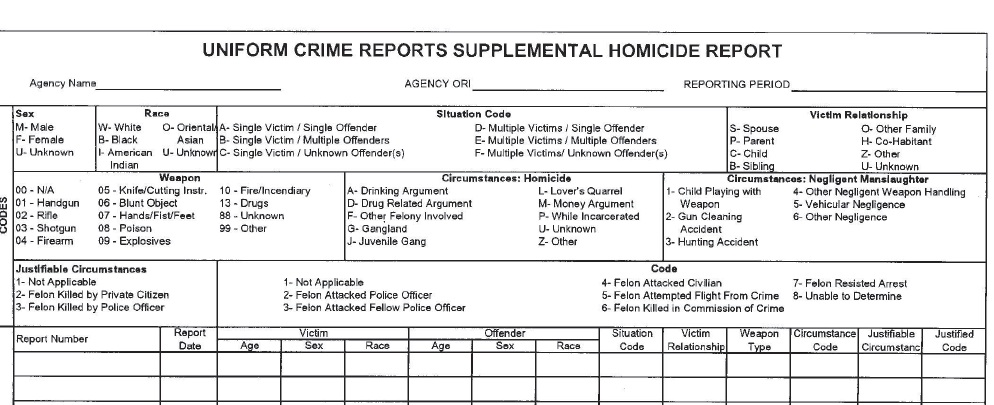 UNIFORM CRIME REPORTS SUPPLEMENTAL HOMICIDE REPORT
Agency Name AGENCY ORI REPORTING PERIOD
CODES
Sex
M- Male
F- Female
U- Unknown
Race
W- White O- Oriental
B- Black Asian
I- American U- Unknown
Indian
Situation Code
A- Single Victim / Single Offender D- Multiple Victims / Single Offender
B- Single Victim / Multiple Offenders E- Multiple Victims / Multiple Offenders
C- Single Victim / Unknown Offender(s) F- Multiple Victims/ Unknown Offender(s)
Victim Relationship
S- Spouse O- Other Family
P- Parent H- Co-Habitant
C- Child Z- Other
B- Sibling U- Unknown
Weapon
00 - N/A 05 - Knife/Cutting Instr. 10 - Fire/Incendiary
01 - Handgun 06 - Blunt Object 13 - Drugs
02 - Rifle 07 - Hands/Fist/Feet 88 - Unknown
03 - Shotgun 08 - Poison 99 - Other
04 - Firearm 09 - Explosives
Circumstances: Homicide
A- Drinking Argument L- Lover's Quarrel
D- Drug Related Argument M- Money Argument
F- Other Felony Involved P- While Incarcerated
G- Gangland U- Unknown
J- Juvenile Gang Z- Other
Circumstances: Negligent Manslaughter
1- Child Playing with 4- Other Negligent Weapon Handling
Weapon 5- Vehicular Negligence
2- Gun Cleaning 6- Other Negligence
Accident
3- Hunting Accident
Justifiable Circumstances
1- Not Applicable
2- Felon Killed by Private Citizen
3- Felon Killed by Police Officer
Code
1- Not Applicable 4- Felon Attacked Civilian 7- Felon Resisted Arrest
2- Felon Attacked Police Officer 5- Felon Attempted Flight From Crime 8- Unable to Determine
3- Felon Attacked Fellow Police Officer 6- Felon Killed in Commission of Crime
Report Number Report Victim Offender Situation Victim Weapon Circumstance Justifiable Justified
Date Age Sex Race Age Sex Race Code Relationship Type Code Circumstanc Code